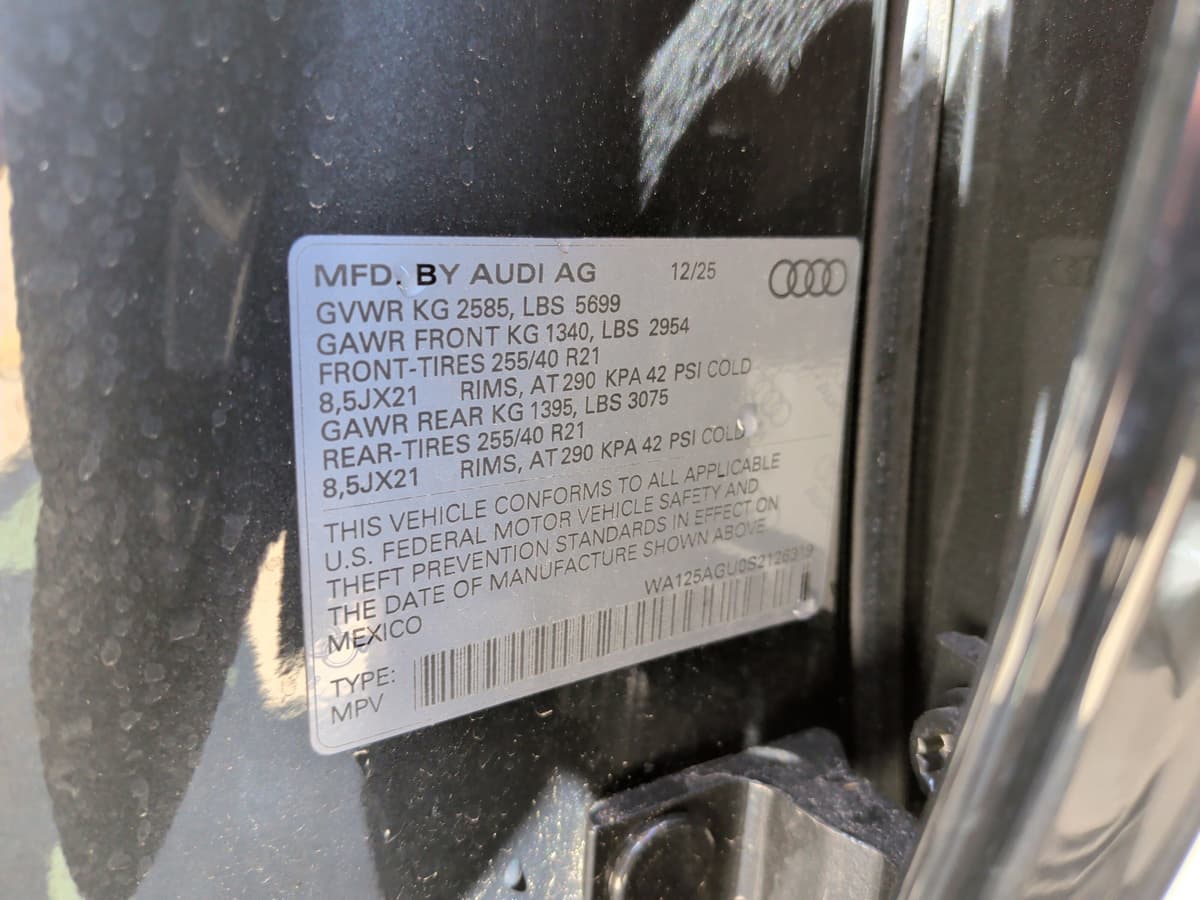 MFD. BY AUDI AG 12/25
GVWR KG 2585, LBS 5699
GAWR FRONT KG 1340, LBS 2954
FRONT-TIRES 255/40 R21
8,5JX21 RIMS, AT 290 KPA 42 PSI COLD
GAWR REAR KG 1395, LBS 3075
REAR-TIRES 255/40 R21
8,5JX21 RIMS, AT 290 KPA 42 PSI COLD
THIS VEHICLE CONFORMS TO ALL APPLICABLE
U.S. FEDERAL MOTOR VEHICLE SAFETY AND
THEFT PREVENTION STANDARDS IN EFFECT ON
THE DATE OF MANUFACTURE SHOWN ABOVE.
MEXICO WA125AGU0S2126319
TYPE:
MPV